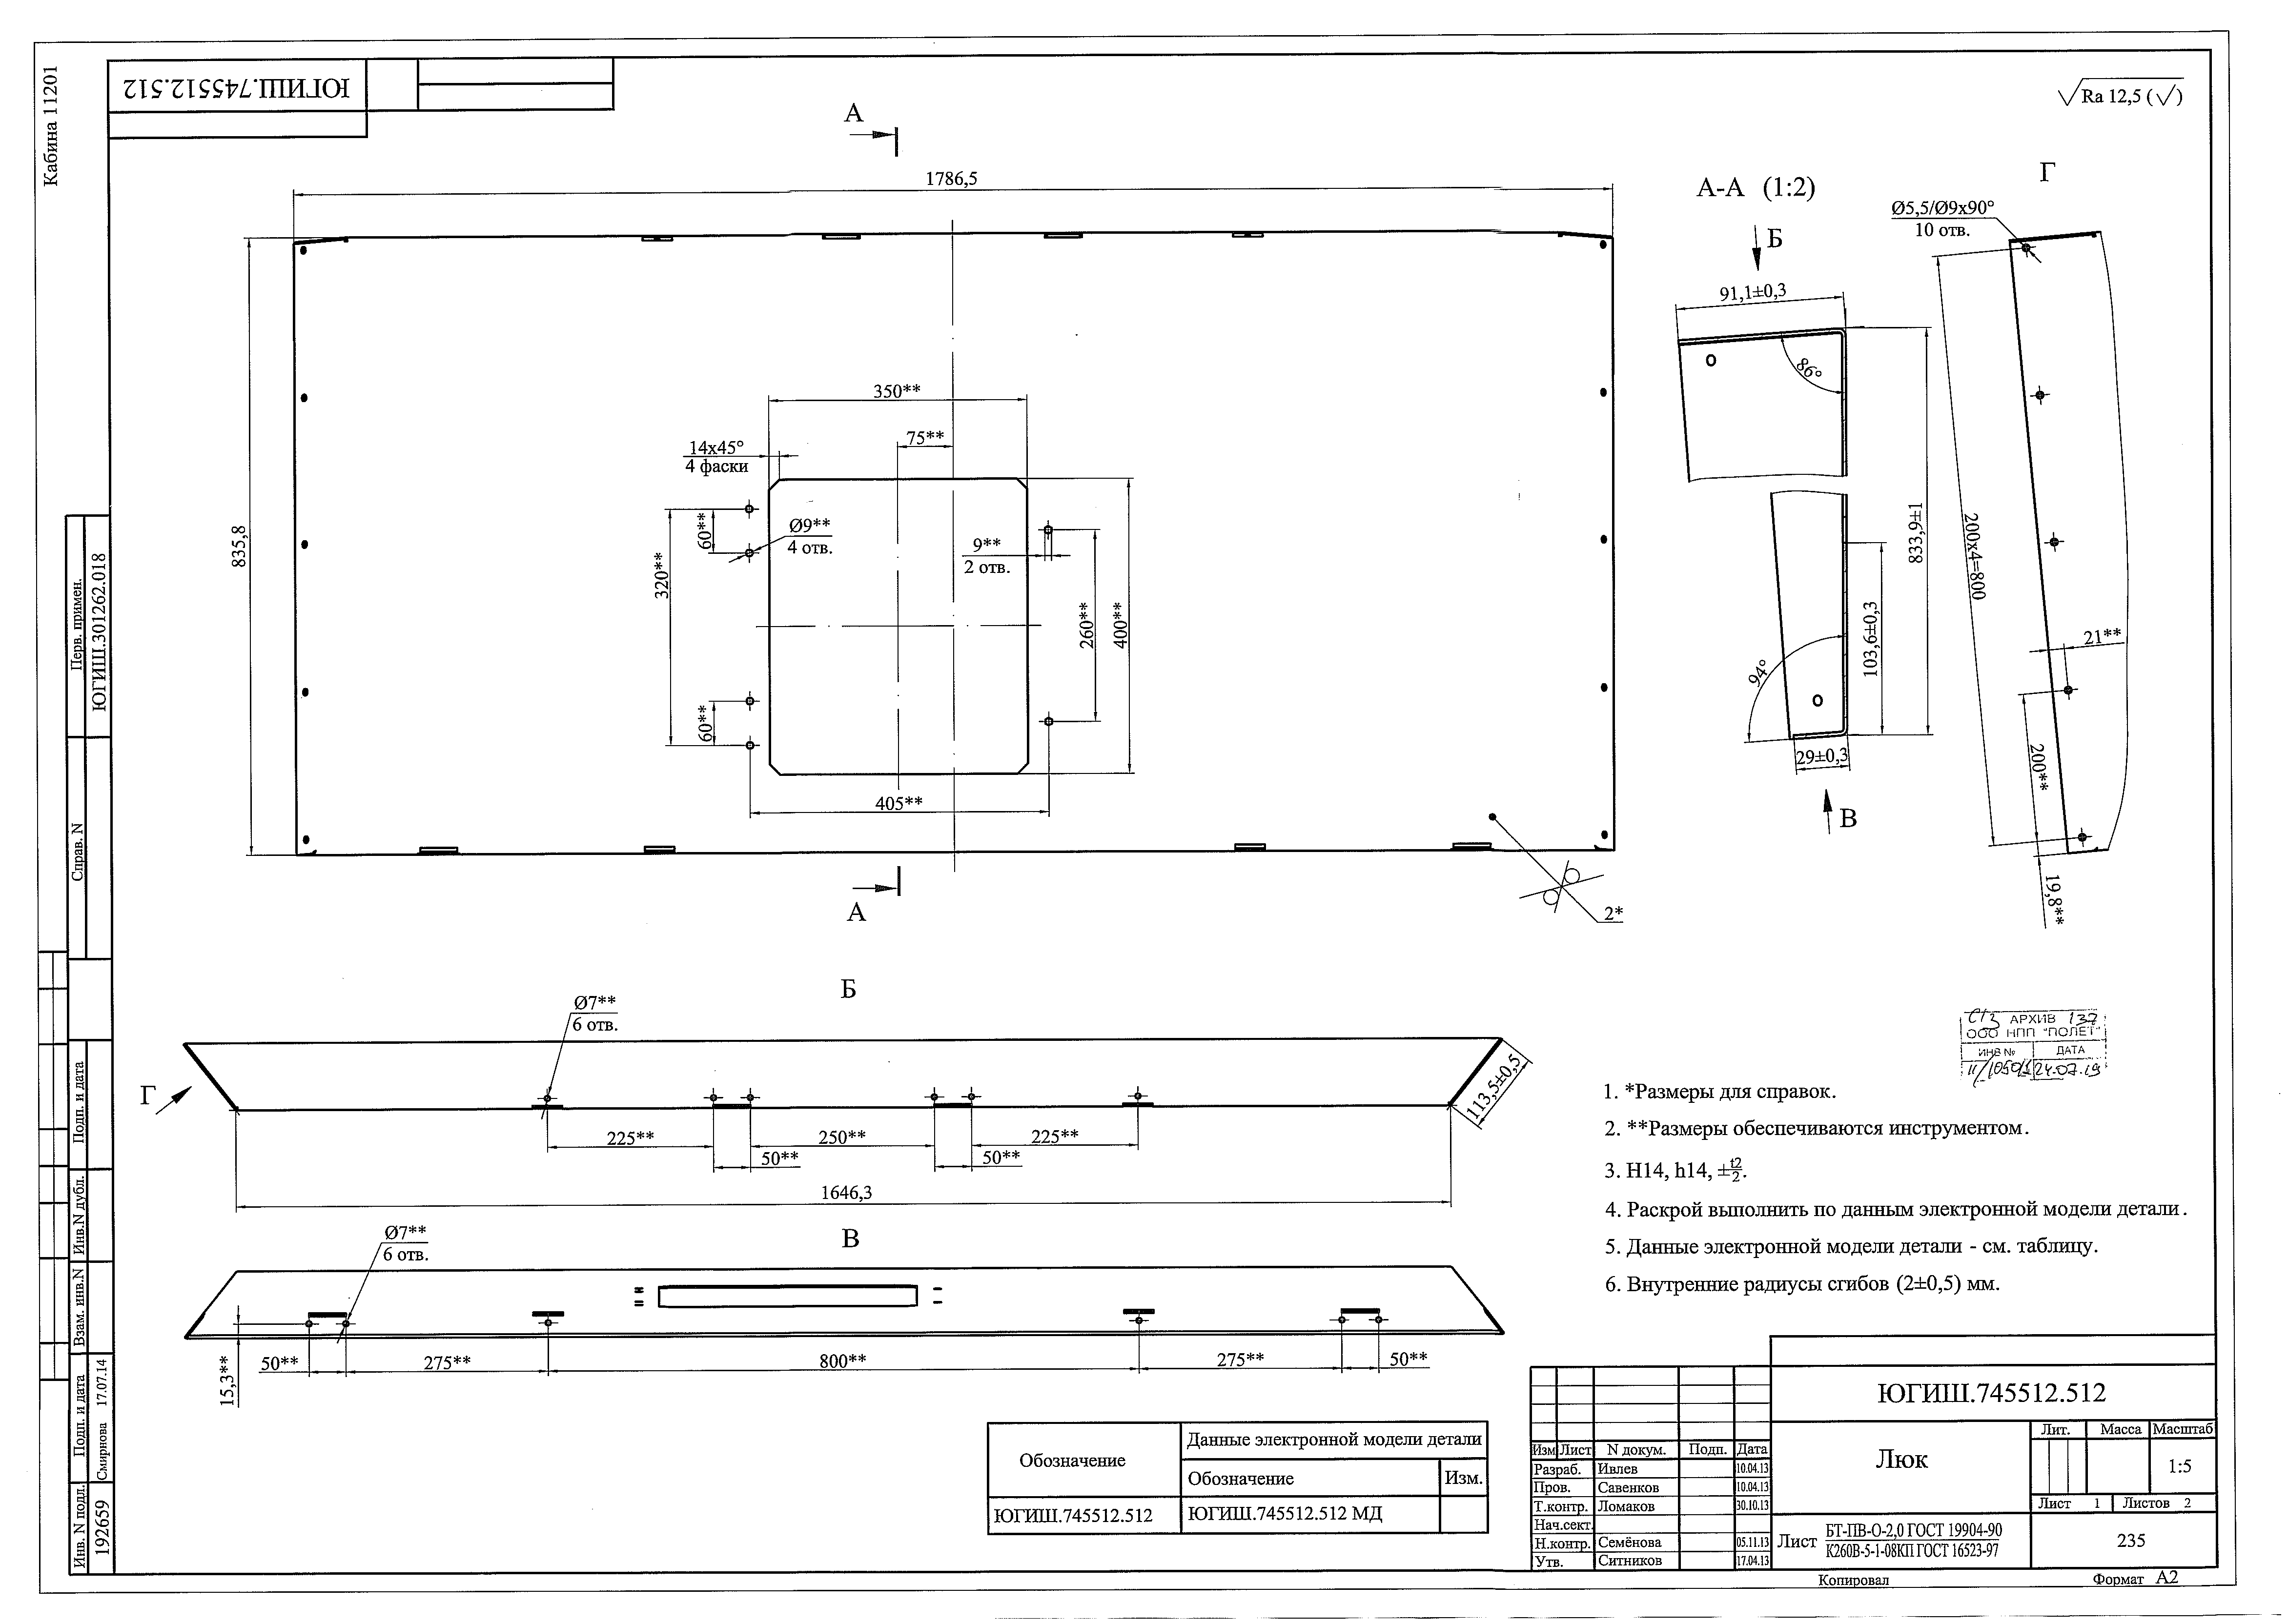 Кабина 11201
ЮГИШ.745512.512
Ra 12,5 (√)
А
1786,5
835,8
350**
75**
14x45°
4 фаски
Ø9**
4 отв.
9**
2 отв.
60**
320**
60**
260**
400**
405**
2*
А
А-А (1:2)
Б
91,1±0,3
86°
833,9±1
103,6±0,3
94°
29±0,3
В
Г
Ø5,5/Ø9x90°
10 отв.
200x4=800
21**
200**
19,8**
Б
Ø7**
6 отв.
Г
113,5±0,5
225**
250**
225**
50**
50**
1646,3
В
Ø7**
6 отв.
15,3**
50**
275**
800**
275**
50**
АРХИВ 137
ООО НПП "ПОЛЕТ"
ИНВ № ДАТА
24.07.19
1. *Размеры для справок.
2. **Размеры обеспечиваются инструментом.
3. H14, h14, ±t2/2.
4. Раскрой выполнить по данным электронной модели детали.
5. Данные электронной модели детали - см. таблицу.
6. Внутренние радиусы сгибов (2±0,5) мм.
Обозначение
Данные электронной модели детали
Обозначение Изм.
ЮГИШ.745512.512 ЮГИШ.745512.512 МД
ЮГИШ.745512.512
Изм Лист N докум. Подп. Дата
Разраб. Ивлев 10.04.13
Пров. Савенков 10.04.13
Т.контр. Ломаков 30.10.13
Нач.сект.
Н.контр. Семёнова 05.11.13
Утв. Ситников 17.04.13
Люк
Лит. Масса Масштаб
1:5
Лист 1 Листов 2
Лист БТ-ПВ-О-2,0 ГОСТ 19904-90
К260В-5-1-08КП ГОСТ 16523-97
235
Копировал
Формат А2
Перв. примен.
ЮГИШ.301262.018
Справ. N
Подп. и дата
Инв.N дубл.
Взам. инв.N
Подп. и дата
Смирнова 17.07.14
Инв. N подл.
192659